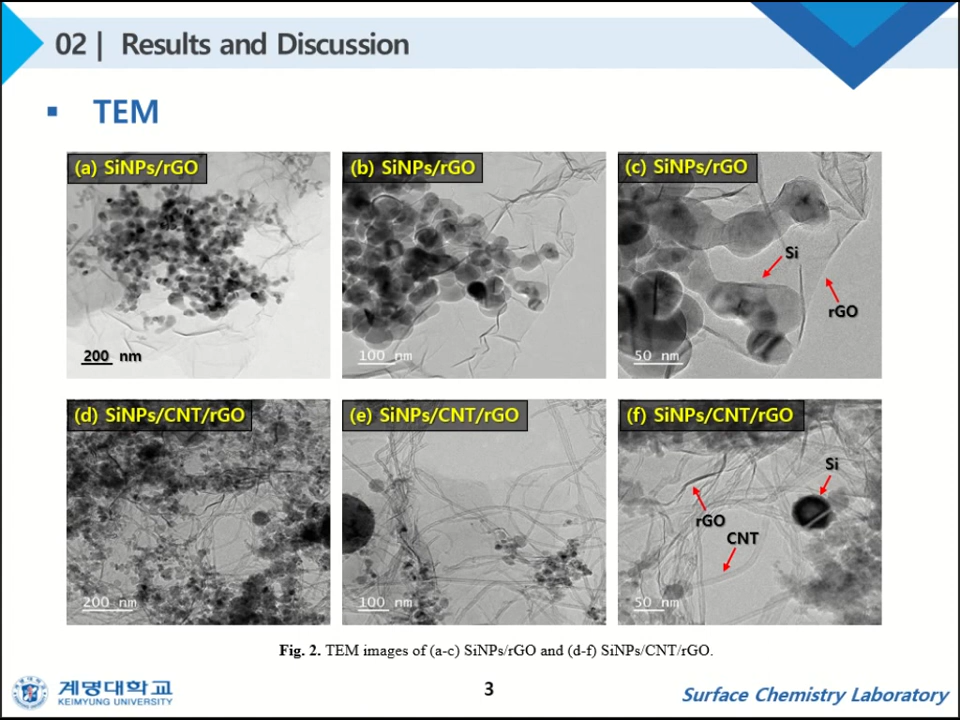 02 | Results and Discussion
▪ TEM
(a) SiNPs/rGO
(b) SiNPs/rGO
(c) SiNPs/rGO
Si
rGO
200 nm
100 nm
50 nm
(d) SiNPs/CNT/rGO
(e) SiNPs/CNT/rGO
(f) SiNPs/CNT/rGO
Si
rGO
CNT
200 nm
100 nm
50 nm
Fig. 2. TEM images of (a-c) SiNPs/rGO and (d-f) SiNPs/CNT/rGO.
계명대학교
KEIMYUNG UNIVERSITY
3
Surface Chemistry Laboratory